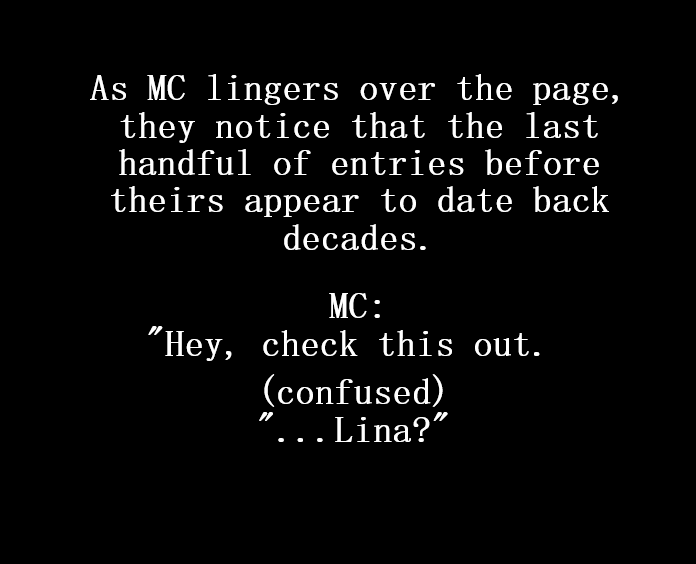 As MC lingers over the page,
they notice that the last
handful of entries before
theirs appear to date back
decades.
MC:
"Hey, check this out.
(confused)
"...Lina?"